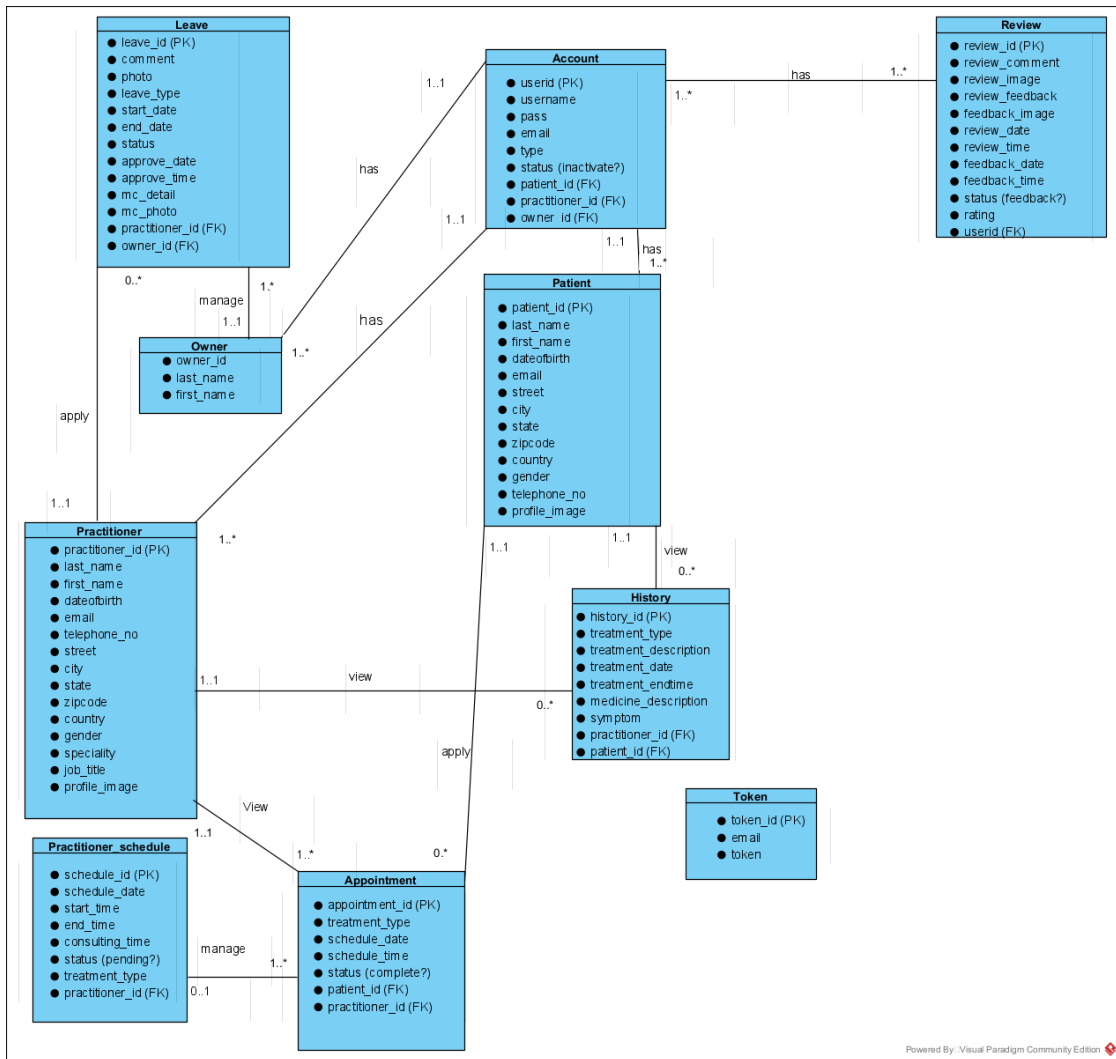 Leave
leave_id (PK)
comment
photo
leave_type
start_date
end_date
status
approve_date
approve_time
mc_detail
mc_photo
practitioner_id (FK)
owner_id (FK)
Account
userid (PK)
username
pass
email
type
status (inactivate?)
patient_id (FK)
practitioner_id (FK)
owner_id (FK)
Review
review_id (PK)
review_comment
review_image
review_feedback
feedback_image
review_date
review_time
feedback_date
feedback_time
status (feedback?)
rating
userid (FK)
1..1
has
1..*
1..*
has
1..1
1..1
has
1..*
0..*
manage
1.*
1..1
Owner
owner_id
last_name
first_name
1..*
has
apply
1..1
1..*
Patient
patient_id (PK)
last_name
first_name
dateofbirth
email
street
city
state
zipcode
country
gender
telephone_no
profile_image
1..1
1..1
view
0..*
Practitioner
practitioner_id (PK)
last_name
first_name
dateofbirth
email
telephone_no
street
city
state
zipcode
country
gender
speciality
job_title
profile_image
History
history_id (PK)
treatment_type
treatment_description
treatment_date
treatment_endtime
medicine_description
symptom
practitioner_id (FK)
patient_id (FK)
1..1
view
0..*
apply
View
1..1
1..*
0..*
Token
token_id (PK)
email
token
Practitioner_schedule
schedule_id (PK)
schedule_date
start_time
end_time
consulting_time
status (pending?)
treatment_type
practitioner_id (FK)
manage
0..1
1..*
Appointment
appointment_id (PK)
treatment_type
schedule_date
schedule_time
status (complete?)
patient_id (FK)
practitioner_id (FK)
Powered By Visual Paradigm Community Edition